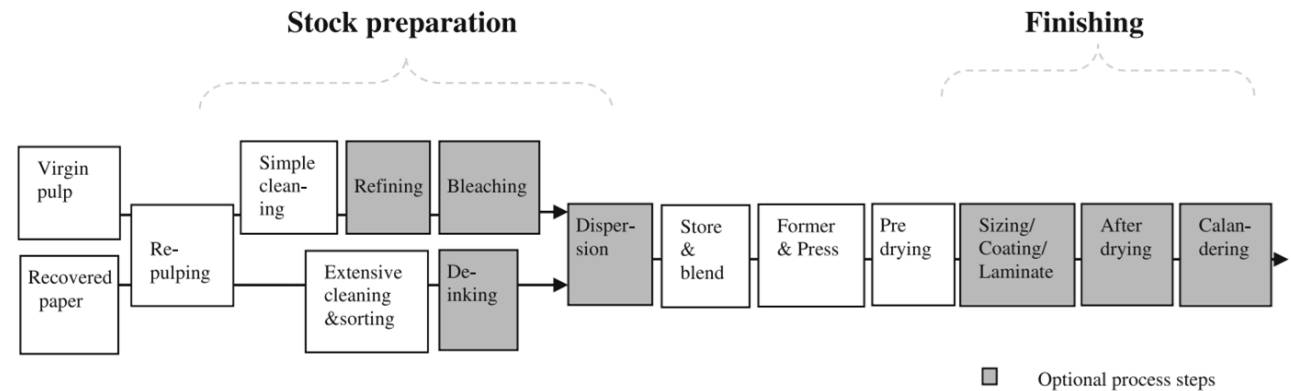 Stock preparation
Finishing
Virgin
pulp
Recovered
paper
Re-
pulping
Simple
clean-
ing
Refining
Bleaching
Extensive
cleaning
&sorting
De-
inking
Disper-
sion
Store
&
blend
Former
& Press
Pre
drying
Sizing/
Coating/
Laminate
After
drying
Calan-
dering
Optional process steps